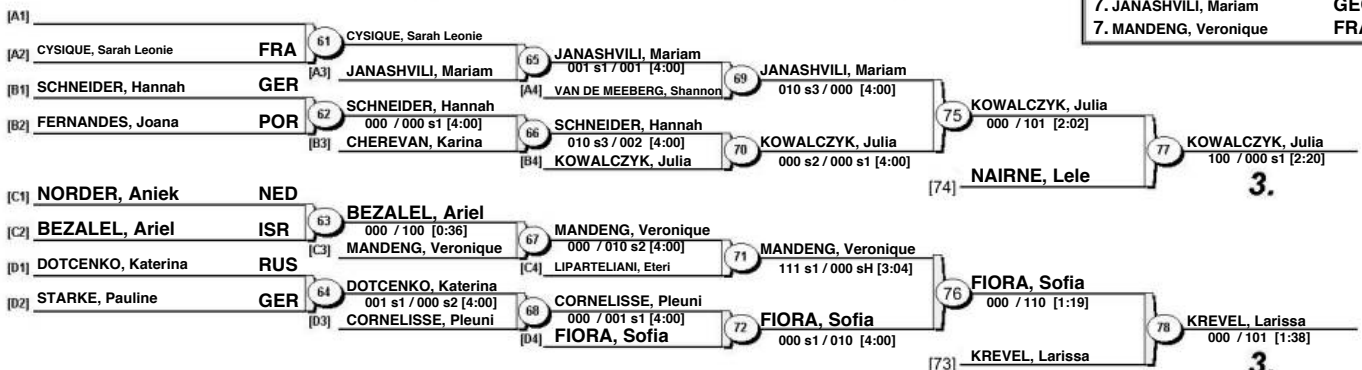 7. JANASHVILI, Mariam
7. MANDENG, Veronique FRA
[A1]
[A2] CYSIQUE, Sarah Leonie FRA
61 CYSIQUE, Sarah Leonie
[A3] JANASHVILI, Mariam
65 JANASHVILI, Mariam
001 s1 / 001 [4:00]
[A4] VAN DE MEEBERG, Shannon
69 JANASHVILI, Mariam
010 s3 / 000 [4:00]
[B1] SCHNEIDER, Hannah GER
[B2] FERNANDES, Joana POR
62 SCHNEIDER, Hannah
000 / 000 s1 [4:00]
[B3] CHEREVAN, Karina
66 SCHNEIDER, Hannah
010 s3 / 002 [4:00]
[B4] KOWALCZYK, Julia
70 KOWALCZYK, Julia
000 s2 / 000 s1 [4:00]
75 KOWALCZYK, Julia
000 / 101 [2:02]
[74] NAIRNE, Lele
77 KOWALCZYK, Julia
100 / 000 s1 [2:20]
3.
[C1] NORDER, Aniek NED
[C2] BEZALEL, Ariel ISR
63 BEZALEL, Ariel
000 / 100 [0:36]
[C3] MANDENG, Veronique
67 MANDENG, Veronique
000 / 010 s2 [4:00]
[C4] LIPARTELIANI, Eteri
71 MANDENG, Veronique
111 s1 / 000 sH [3:04]
[D1] DOTCENKO, Katerina RUS
[D2] STARKE, Pauline GER
64 DOTCENKO, Katerina
001 s1 / 000 s2 [4:00]
[D3] CORNELISSE, Pleuni
68 CORNELISSE, Pleuni
000 / 001 s1 [4:00]
[D4] FIORA, Sofia
72 FIORA, Sofia
000 s1 / 010 [4:00]
76 FIORA, Sofia
000 / 110 [1:19]
[73] KREVEL, Larissa
78 KREVEL, Larissa
000 / 101 [1:38]
3.